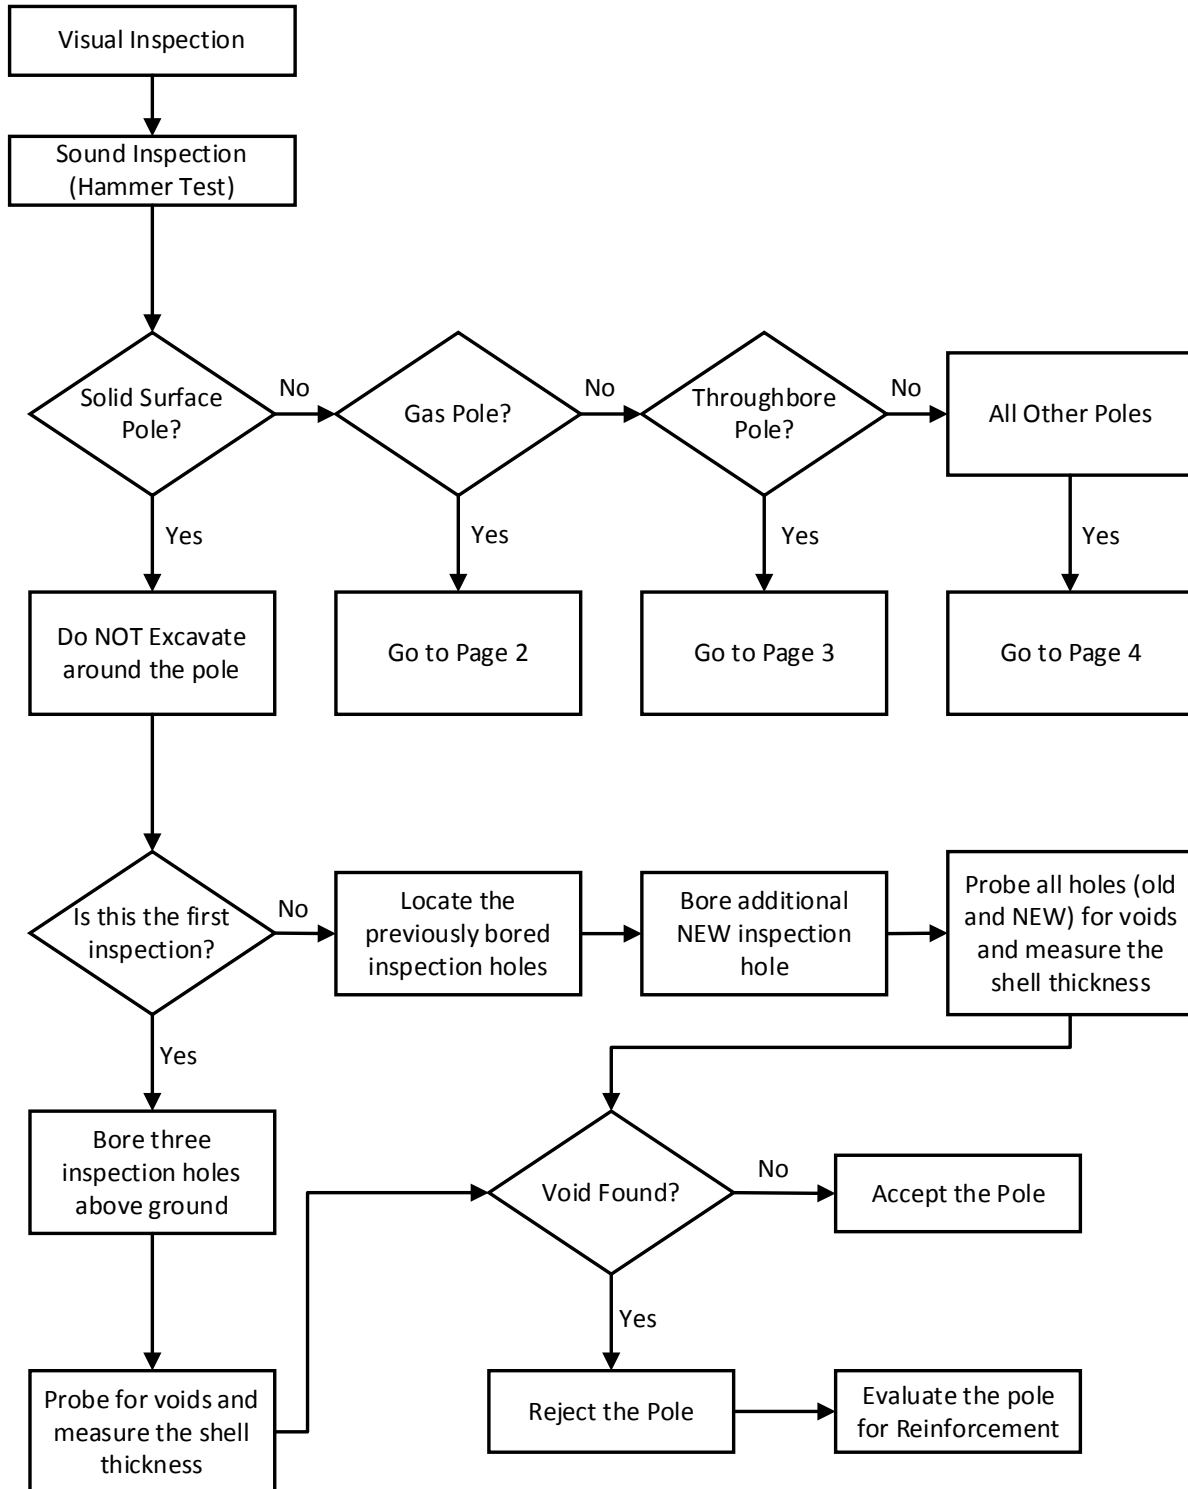 Visual Inspection
Sound Inspection
(Hammer Test)
Solid Surface
Pole?
No
Gas Pole?
No
Throughbore
Pole?
No
All Other Poles
Yes
Yes
Yes
Yes
Do NOT Excavate
around the pole
Go to Page 2
Go to Page 3
Go to Page 4
Is this the first
inspection?
No
Locate the
previously bored
inspection holes
Bore additional
NEW inspection
hole
Probe all holes (old
and NEW) for voids
and measure the
shell thickness
Yes
Bore three
inspection holes
above ground
Void Found?
No
Accept the Pole
Yes
Probe for voids and
measure the shell
thickness
Reject the Pole
Evaluate the pole
for Reinforcement